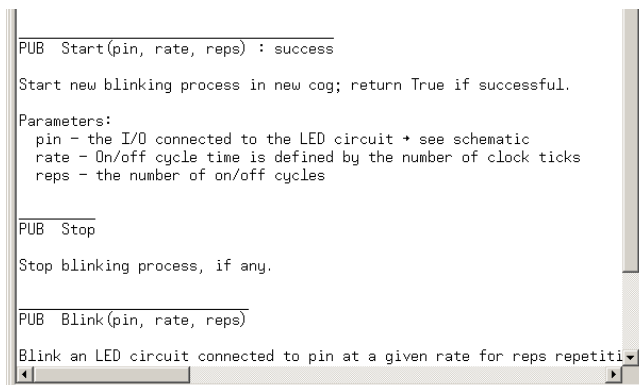 PUB  Start(pin, rate, reps) : success
Start new blinking process in new cog; return True if successful.
Parameters:
  pin – the I/O connected to the LED circuit → see schematic
  rate – On/off cycle time is defined by the number of clock ticks
  reps – the number of on/off cycles
PUB  Stop
Stop blinking process, if any.
PUB  Blink(pin, rate, reps)
Blink an LED circuit connected to pin at a given rate for reps repetiti